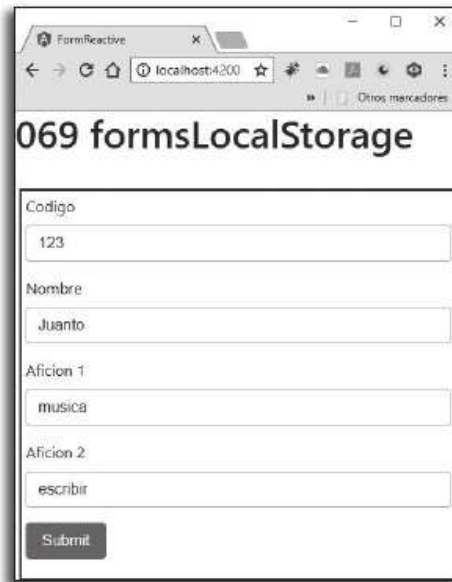 FormReactive
localhost:4200
Otros marcadores
069 formsLocalStorage
Codigo
123
Nombre
Juanto
Aficion 1
musica
Aficion 2
escribir
Submit